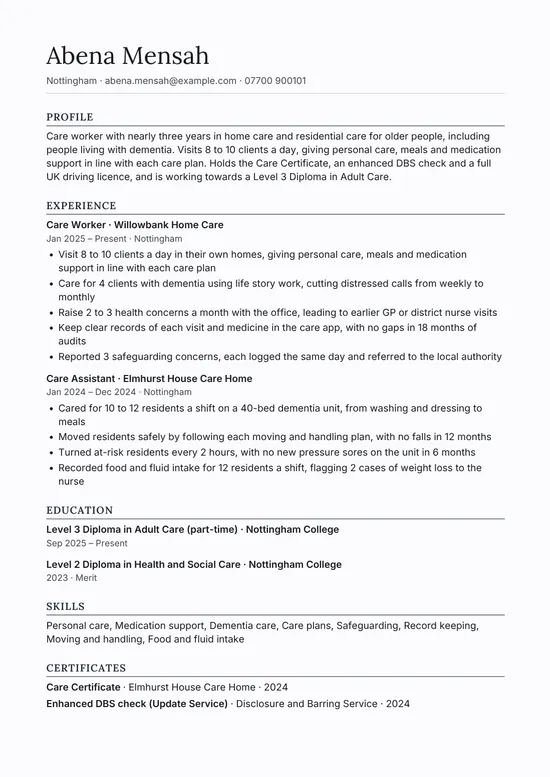 Abena Mensah
Nottingham · abena.mensah@example.com · 07700 900101
PROFILE
Care worker with nearly three years in home care and residential care for older people, including
people living with dementia. Visits 8 to 10 clients a day, giving personal care, meals and medication
support in line with each care plan. Holds the Care Certificate, an enhanced DBS check and a full
UK driving licence, and is working towards a Level 3 Diploma in Adult Care.
EXPERIENCE
Care Worker · Willowbank Home Care
Jan 2025 – Present · Nottingham
• Visit 8 to 10 clients a day in their own homes, giving personal care, meals and medication
support in line with each care plan
• Care for 4 clients with dementia using life story work, cutting distressed calls from weekly to
monthly
• Raise 2 to 3 health concerns a month with the office, leading to earlier GP or district nurse visits
• Keep clear records of each visit and medicine in the care app, with no gaps in 18 months of
audits
• Reported 3 safeguarding concerns, each logged the same day and referred to the local authority
Care Assistant · Elmhurst House Care Home
Jan 2024 – Dec 2024 · Nottingham
• Cared for 10 to 12 residents a shift on a 40-bed dementia unit, from washing and dressing to
meals
• Moved residents safely by following each moving and handling plan, with no falls in 12 months
• Turned at-risk residents every 2 hours, with no new pressure sores on the unit in 6 months
• Recorded food and fluid intake for 12 residents a shift, flagging 2 cases of weight loss to the
nurse
EDUCATION
Level 3 Diploma in Adult Care (part-time) · Nottingham College
Sep 2025 – Present
Level 2 Diploma in Health and Social Care · Nottingham College
2023 · Merit
SKILLS
Personal care, Medication support, Dementia care, Care plans, Safeguarding, Record keeping,
Moving and handling, Food and fluid intake
CERTIFICATES
Care Certificate · Elmhurst House Care Home · 2024
Enhanced DBS check (Update Service) · Disclosure and Barring Service · 2024